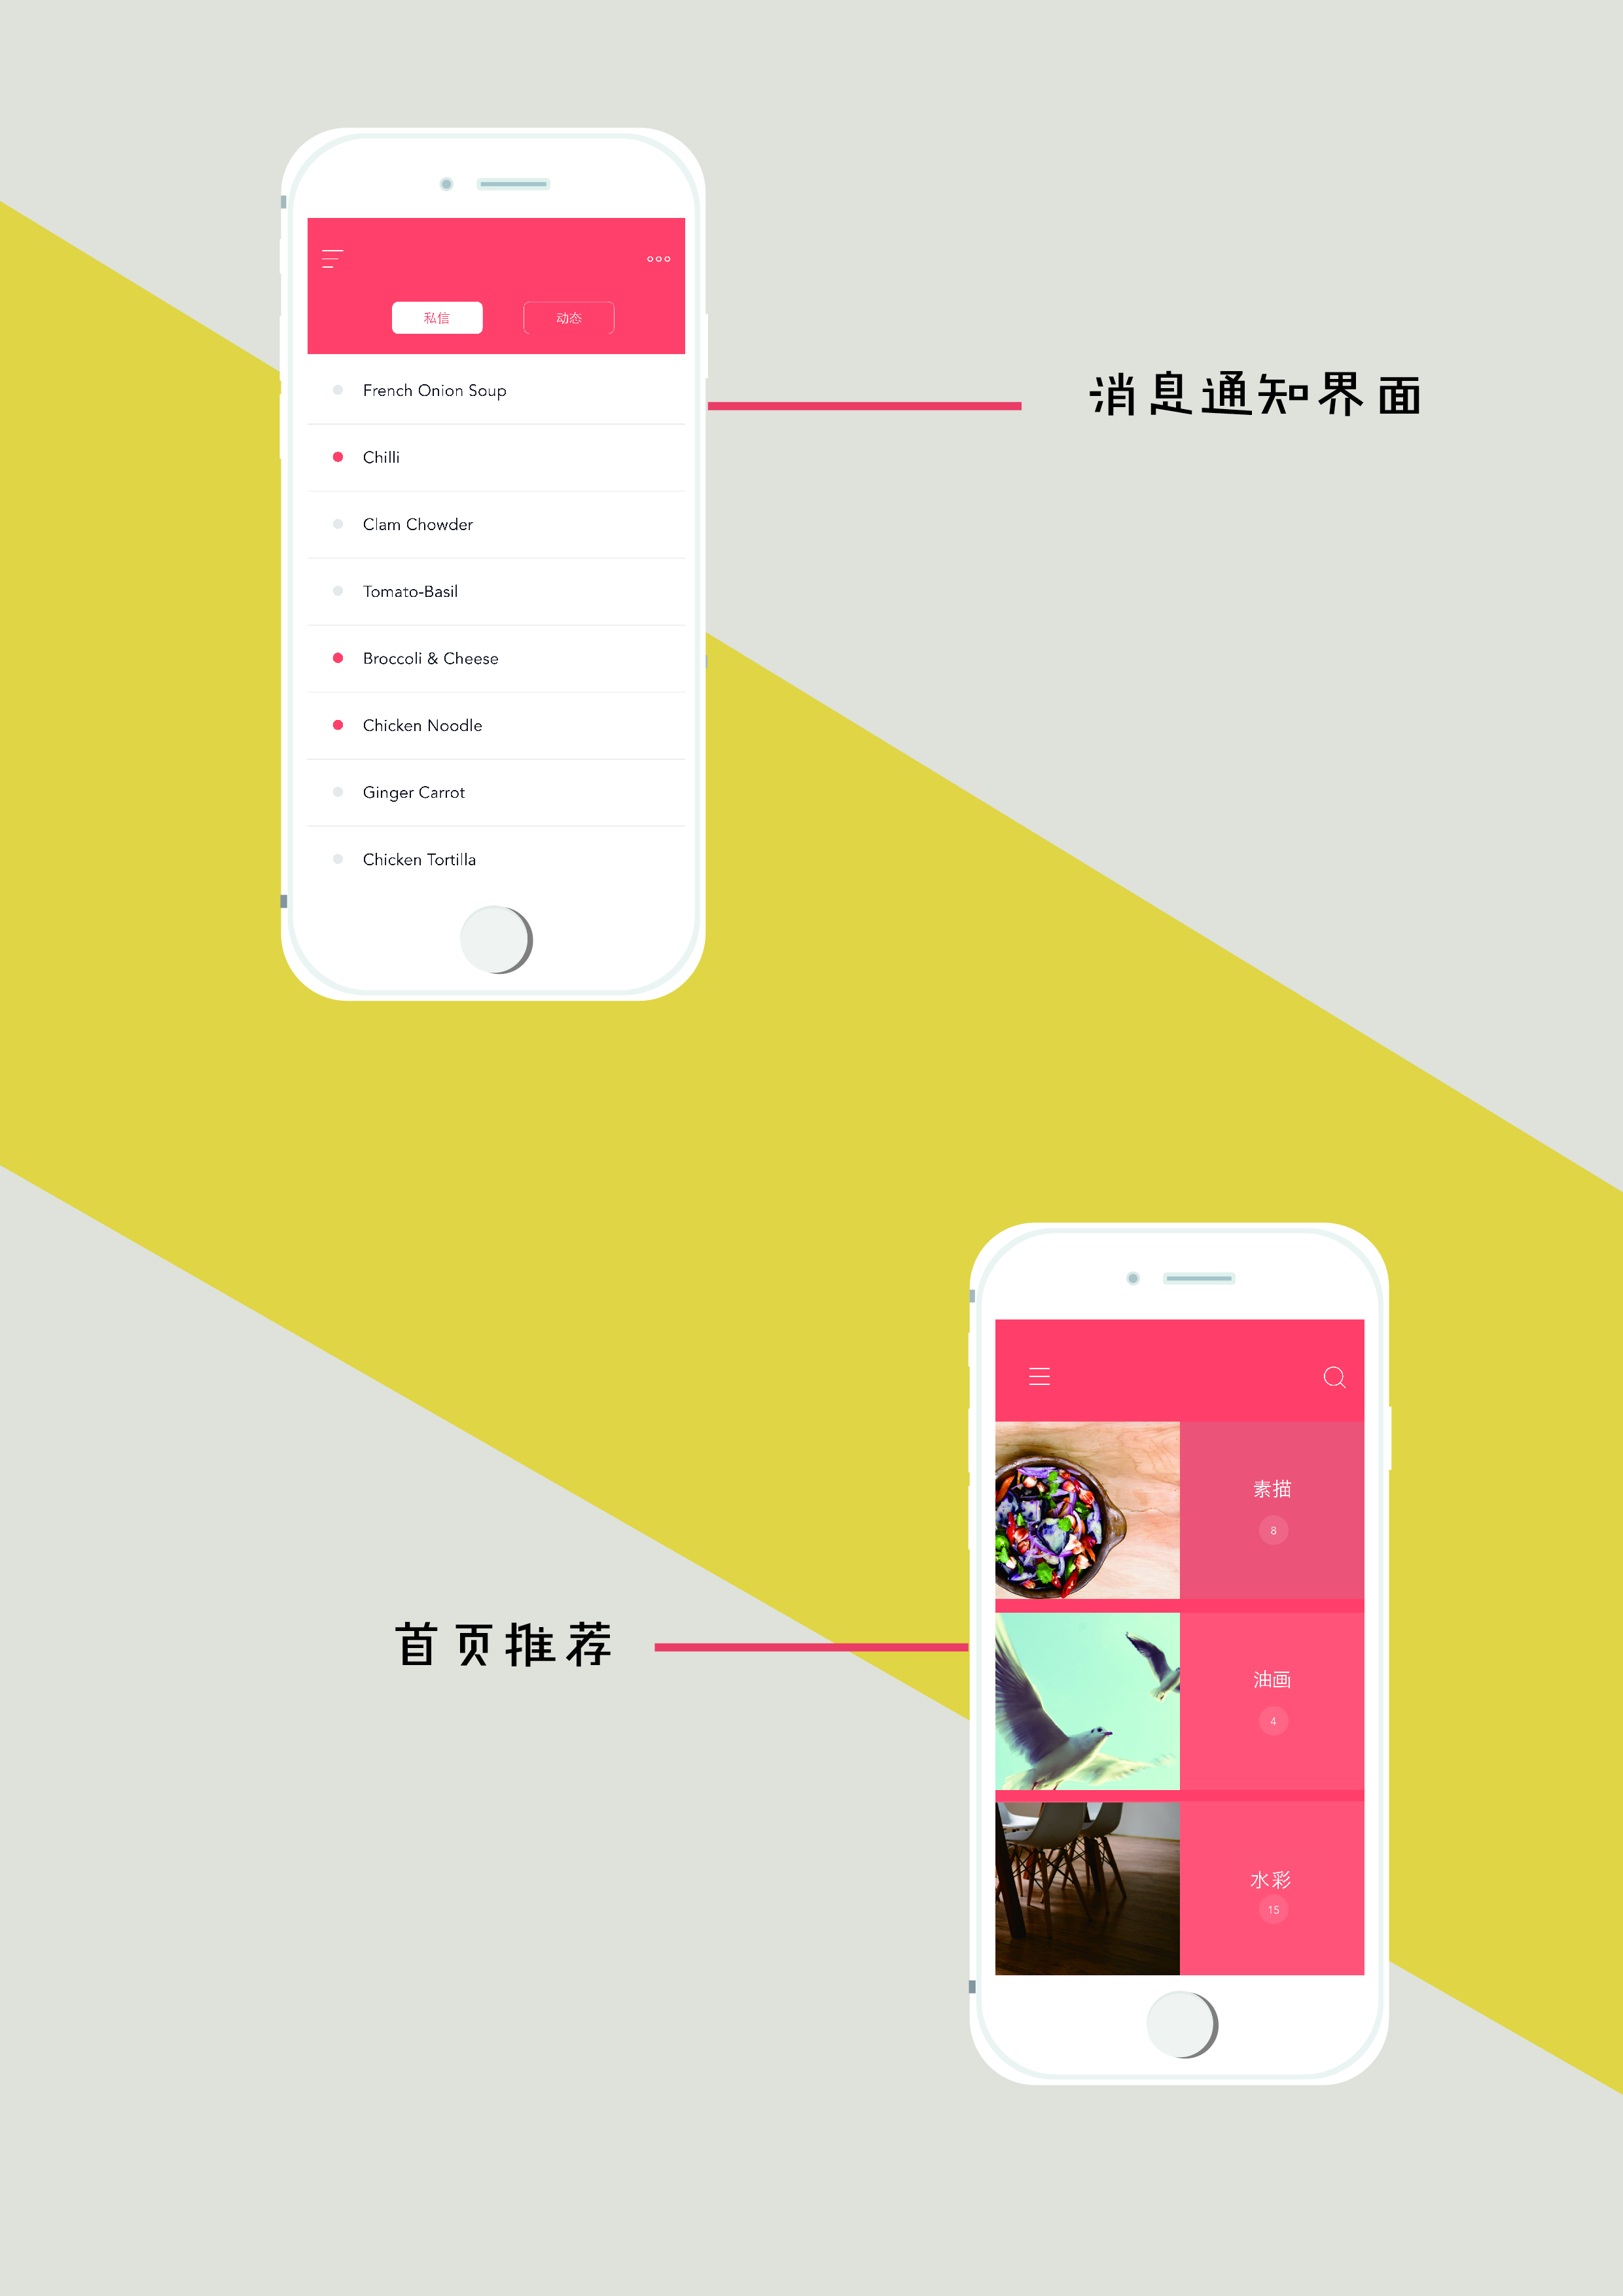 私信 动态
French Onion Soup
Chilli
消息通知界面
Clam Chowder
Tomato-Basil
Broccoli & Cheese
Chicken Noodle
Ginger Carrot
Chicken Tortilla
素描
8
首页推荐
油画
4
水彩
15